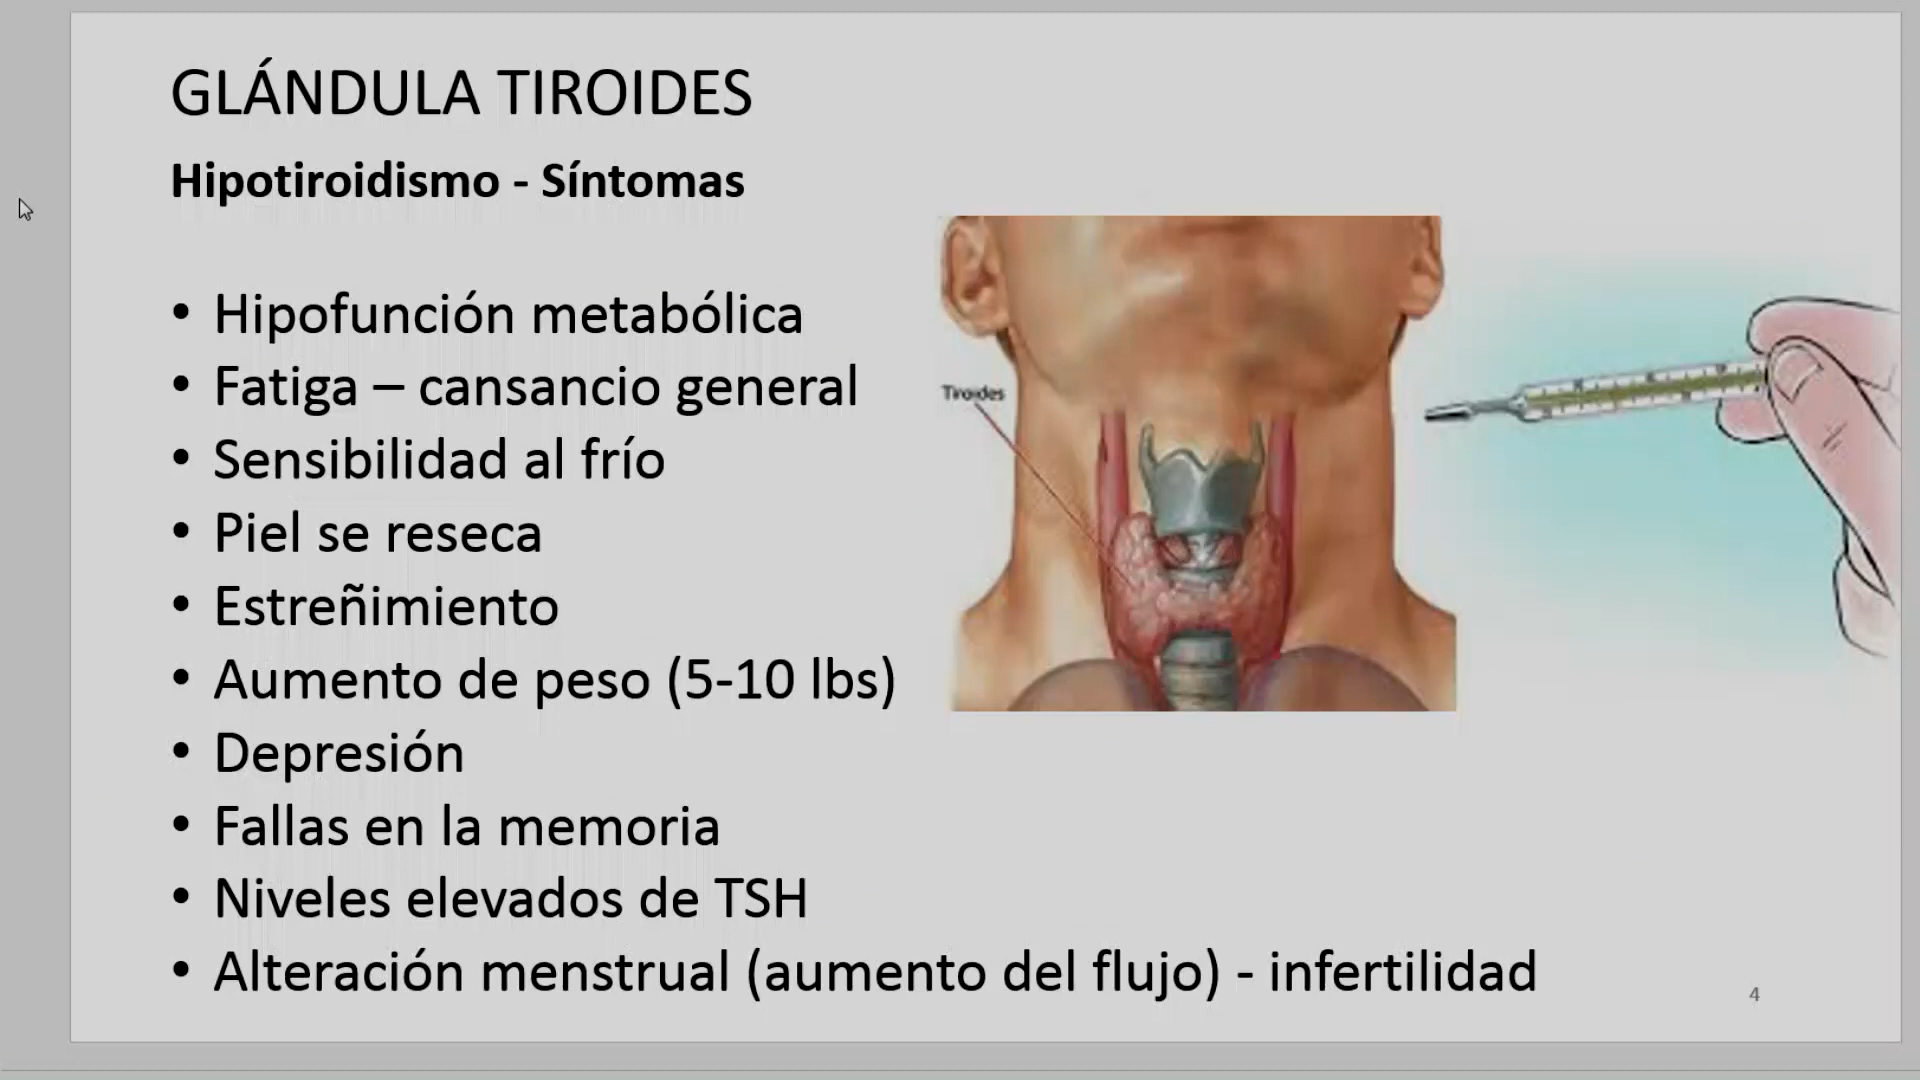 GLÁNDULA TIROIDES
Hipotiroidismo - Síntomas
• Hipofunción metabólica
• Fatiga – cansancio general
• Sensibilidad al frío
• Piel se reseca
• Estreñimiento
• Aumento de peso (5-10 lbs)
• Depresión
• Fallas en la memoria
• Niveles elevados de TSH
• Alteración menstrual (aumento del flujo) - infertilidad
Tiroides
4